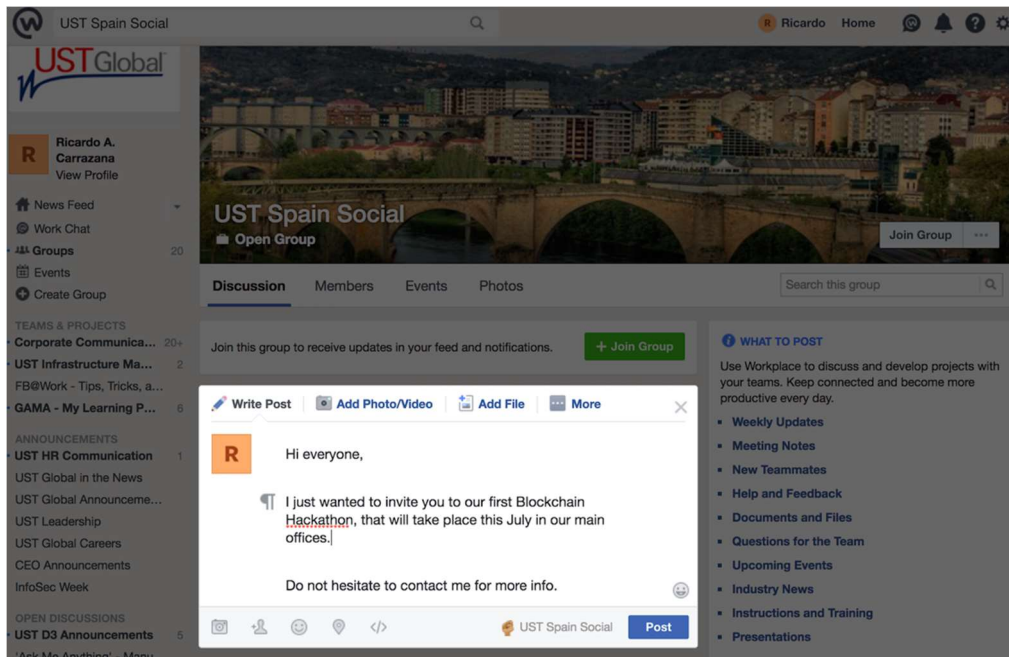 UST Spain Social
R Ricardo Home
UST Global
R
Ricardo A.
Carrazana
View Profile
News Feed
Work Chat
Groups 20
Events
Create Group
TEAMS & PROJECTS
Corporate Communica... 20+
UST Infrastructure Ma... 2
FB@Work - Tips, Tricks, a...
GAMA - My Learning P... 6
ANNOUNCEMENTS
UST HR Communication 1
UST Global in the News
UST Global Announceme...
UST Leadership
UST Global Careers
CEO Announcements
InfoSec Week
OPEN DISCUSSIONS
UST D3 Announcements 5
'Ask Me Anything' - Manu
UST Spain Social
Open Group
Join Group ...
Discussion Members Events Photos
Search this group
Join this group to receive updates in your feed and notifications.
+ Join Group
Write Post Add Photo/Video Add File More
R
Hi everyone,
¶ I just wanted to invite you to our first Blockchain
Hackathon, that will take place this July in our main
offices.
Do not hesitate to contact me for more info.
</> UST Spain Social Post
WHAT TO POST
Use Workplace to discuss and develop projects with
your teams. Keep connected and become more
productive every day.
▪ Weekly Updates
▪ Meeting Notes
▪ New Teammates
▪ Help and Feedback
▪ Documents and Files
▪ Questions for the Team
▪ Upcoming Events
▪ Industry News
▪ Instructions and Training
▪ Presentations